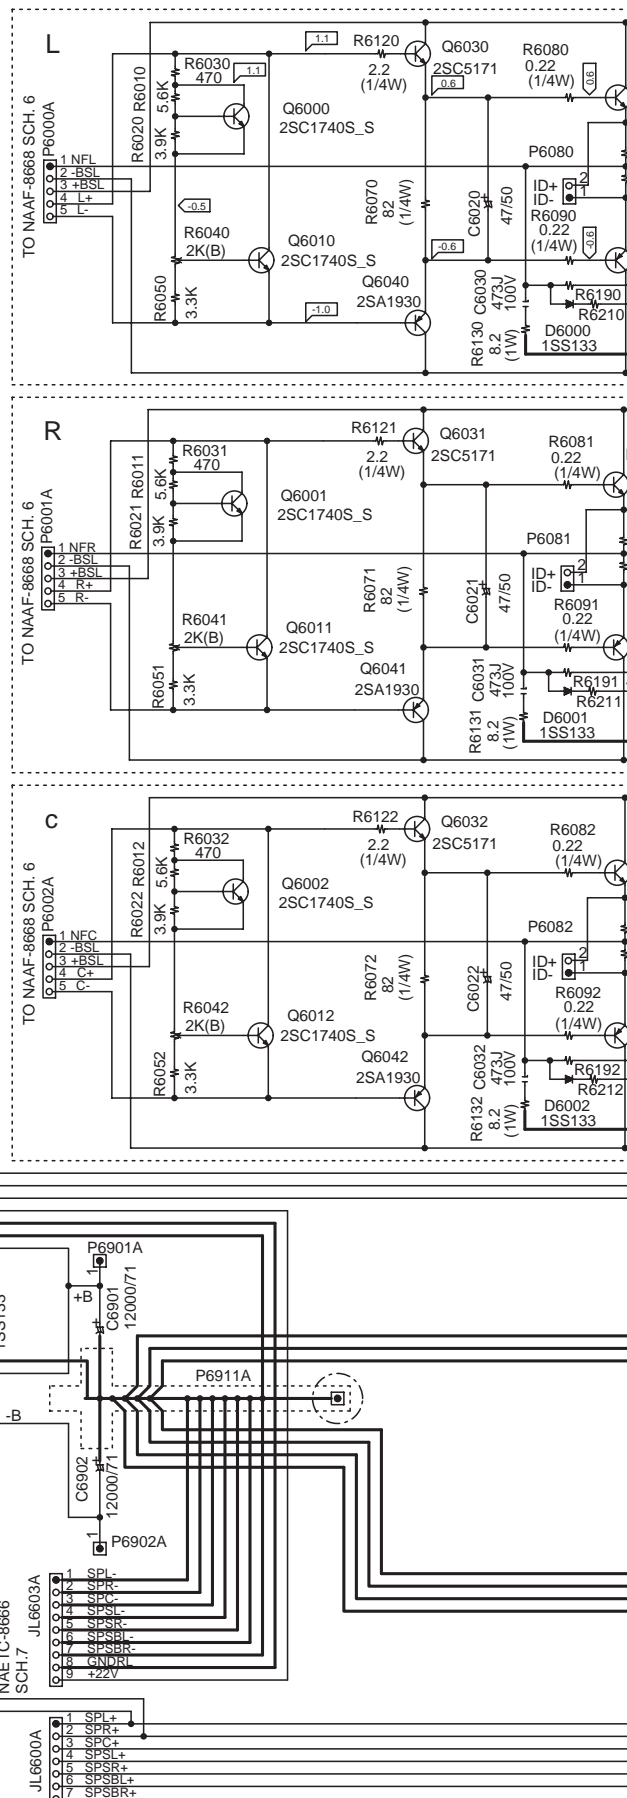 L
TO NAAF-8668 SCH. 6
P6000A
1 NFL
2 -BSL
3 +BSL
4 L+
5 L-
R6030
470
R6010
5.6K
R6020
3.9K
1.1
1.1
Q6000
2SC1740S_S
-0.5
R6040
2K(B)
R6050
3.3K
Q6010
2SC1740S_S
-1.0
R6120
2.2
(1/4W)
Q6030
2SC5171
0.6
R6070
82
(1/4W)
C6020
47/50
-0.6
Q6040
2SA1930
R6080
0.22
(1/4W)
0.6
P6080
ID+ 2
ID- 1
R6090
0.22
(1/4W)
-0.6
C6030
473J
100V
R6130
8.2
(1W)
R6190
R6210
D6000
1SS133
R
TO NAAF-8668 SCH. 6
P6001A
1 NFR
2 -BSL
3 +BSL
4 R+
5 R-
R6031
470
R6011
5.6K
R6021
3.9K
Q6001
2SC1740S_S
R6041
2K(B)
R6051
3.3K
Q6011
2SC1740S_S
R6121
2.2
(1/4W)
Q6031
2SC5171
R6071
82
(1/4W)
C6021
47/50
Q6041
2SA1930
R6081
0.22
(1/4W)
P6081
ID+ 2
ID- 1
R6091
0.22
(1/4W)
C6031
473J
100V
R6131
8.2
(1W)
R6191
R6211
D6001
1SS133
c
TO NAAF-8668 SCH. 6
P6002A
1 NFC
2 -BSL
3 +BSL
4 C+
5 C-
R6032
470
R6012
5.6K
R6022
3.9K
Q6002
2SC1740S_S
R6042
2K(B)
R6052
3.3K
Q6012
2SC1740S_S
R6122
2.2
(1/4W)
Q6032
2SC5171
R6072
82
(1/4W)
C6022
47/50
Q6042
2SA1930
R6082
0.22
(1/4W)
P6082
ID+ 2
ID- 1
R6092
0.22
(1/4W)
C6032
473J
100V
R6132
8.2
(1W)
R6192
R6212
D6002
1SS133
P6901A
1
+B
C6901
12000/71
P6911A
-B
C6902
12000/71
1
P6902A
SCH.7
JL6603A
1 SPL-
2 SPR-
3 SPC-
4 SPSL-
5 SPSR-
6 SPSBL-
7 SPSBR-
8 GNDRL
9 +22V
JL6600A
1 SPL+
2 SPR+
3 SPC+
4 SPSL+
5 SPSR+
6 SPSBL+
7 SPSBR+